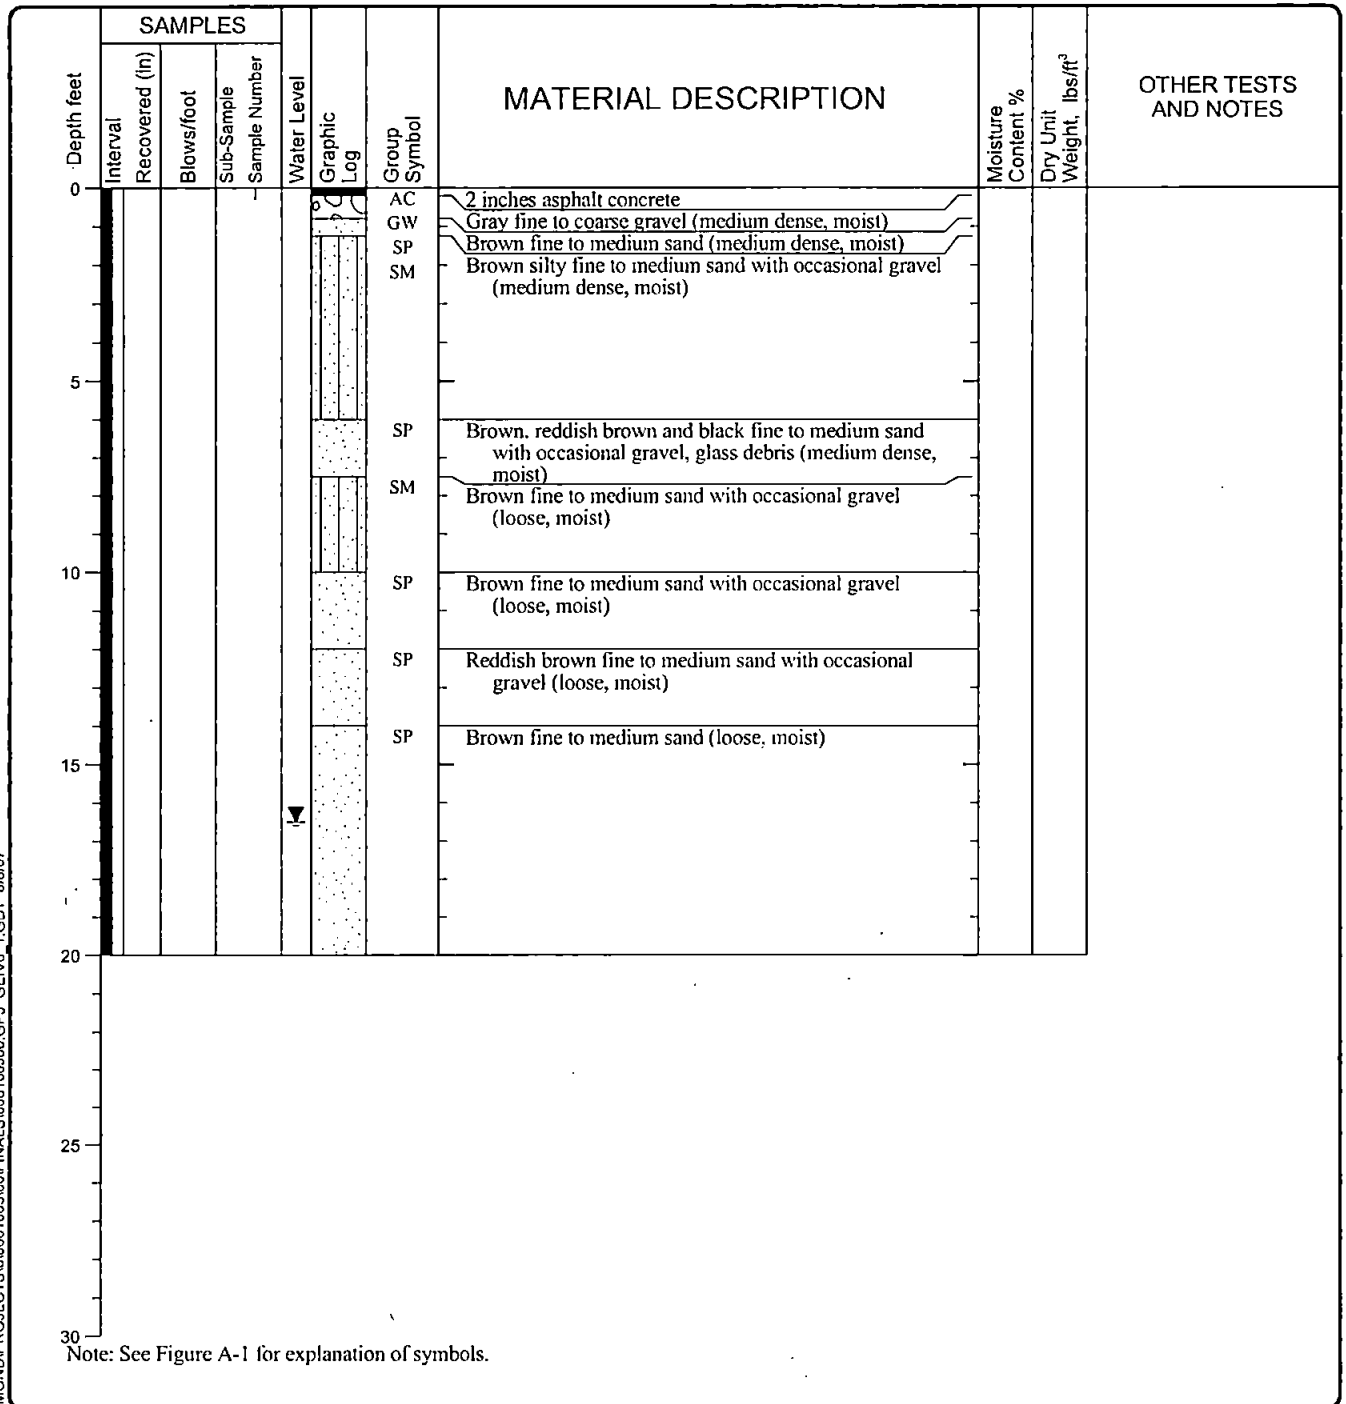 SAMPLES
Depth feet
Interval
Recovered (in)
Blows/foot
Sub-Sample
Sample Number
Water Level
Graphic
Log
Group
Symbol
MATERIAL DESCRIPTION
Moisture
Content %
Dry Unit
Weight, lbs/ft³
OTHER TESTS
AND NOTES
0
AC 2 inches asphalt concrete
GW Gray fine to coarse gravel (medium dense, moist)
SP Brown fine to medium sand (medium dense, moist)
SM Brown silty fine to medium sand with occasional gravel
(medium dense, moist)
5
SP Brown, reddish brown and black fine to medium sand
with occasional gravel, glass debris (medium dense,
moist)
SM Brown fine to medium sand with occasional gravel
(loose, moist)
10
SP Brown fine to medium sand with occasional gravel
(loose, moist)
SP Reddish brown fine to medium sand with occasional
gravel (loose, moist)
SP Brown fine to medium sand (loose, moist)
15
20
25
30
Note: See Figure A-1 for explanation of symbols.